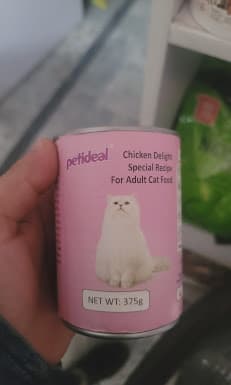 petideal
Chicken Delight
Special Recipe
For Adult Cat Food
NET WT: 375g